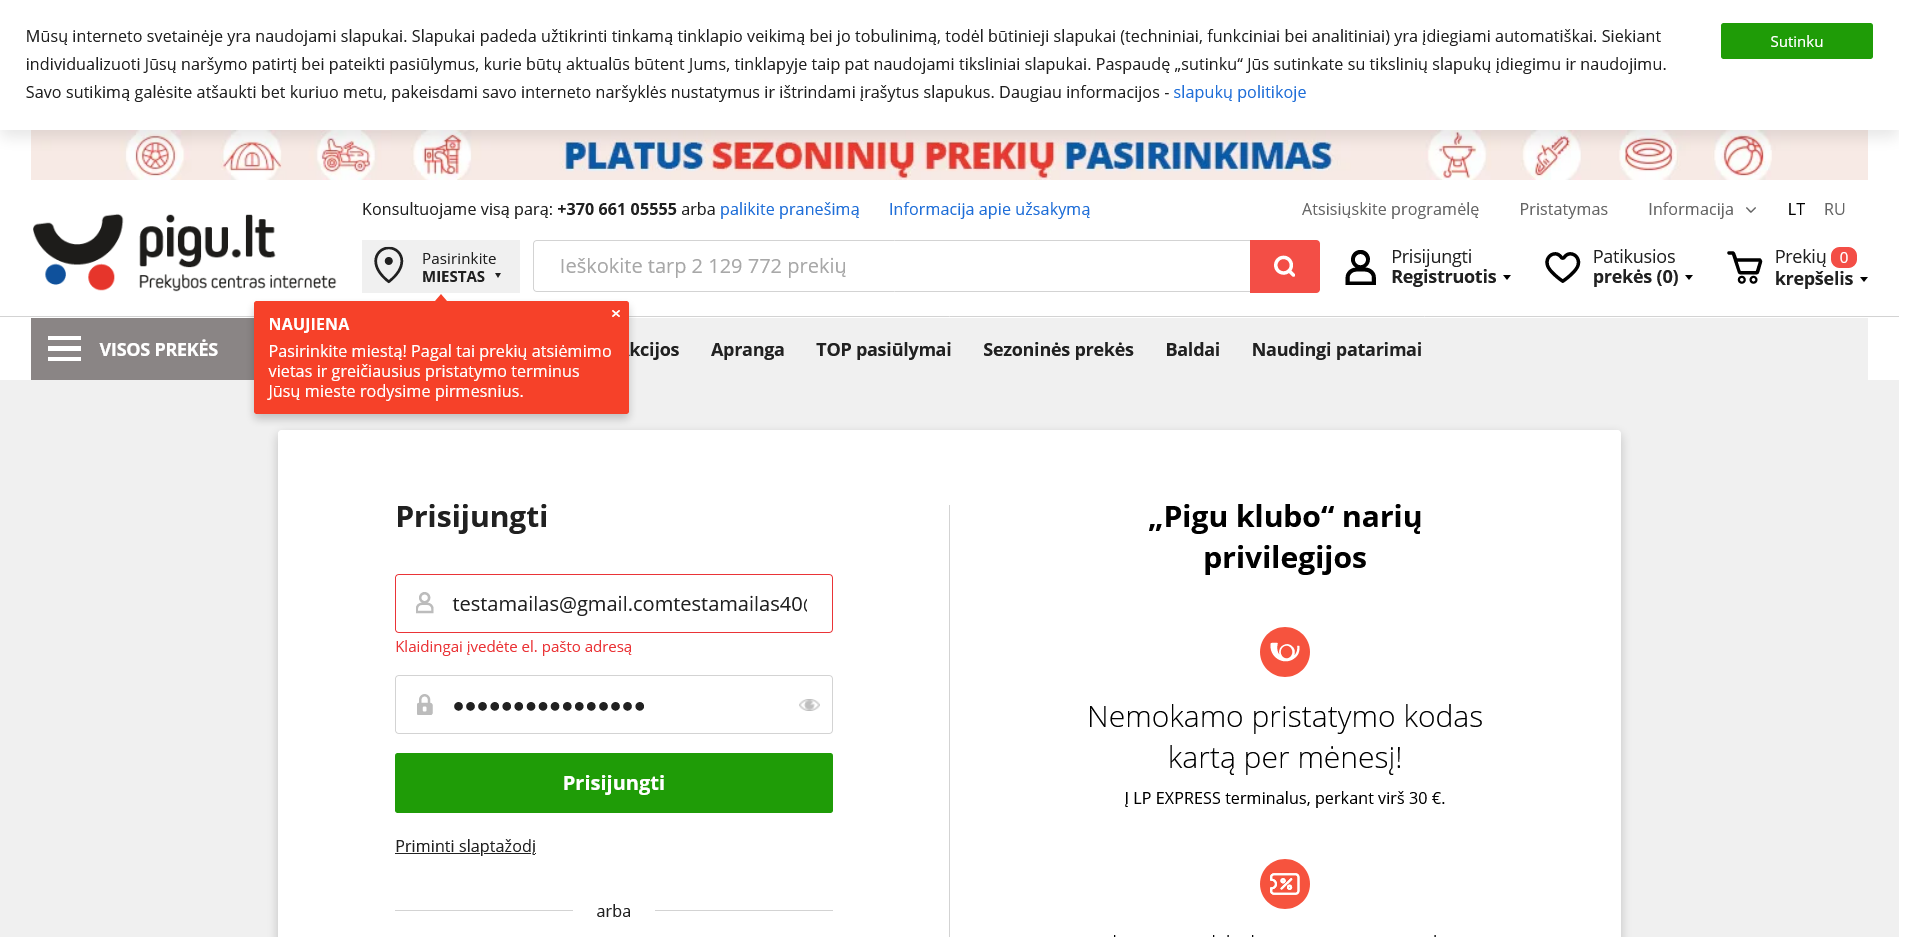 Mūsų interneto svetainėje yra naudojami slapukai. Slapukai padeda užtikrinti tinkamą tinklapio veikimą bei jo tobulinimą, todėl būtinieji slapukai (techniniai, funkciniai bei analitiniai) yra įdiegiami automatiškai. Siekiant
individualizuoti Jūsų naršymo patirtį bei pateikti pasiūlymus, kurie būtų aktualūs būtent Jums, tinklapyje taip pat naudojami tiksliniai slapukai. Paspaudę „sutinku“ Jūs sutinkate su tikslinių slapukų įdiegimu ir naudojimu.
Savo sutikimą galėsite atšaukti bet kuriuo metu, pakeisdami savo interneto naršyklės nustatymus ir ištrindami įrašytus slapukus. Daugiau informacijos - slapukų politikoje
Sutinku
PLATUS SEZONINIŲ PREKIŲ PASIRINKIMAS
pigu.lt
Prekybos centras internete
Konsultuojame visą parą: +370 661 05555 arba palikite pranešimą
Informacija apie užsakymą
Atsisiųskite programėlę
Pristatymas
Informacija
LT
RU
Pasirinkite
MIESTAS
Ieškokite tarp 2 129 772 prekių
Prisijungti
Registruotis
Patikusios
prekės (0)
Prekių 0
krepšelis
VISOS PREKĖS
NAUJIENA
×
Pasirinkite miestą! Pagal tai prekių atsiėmimo
vietas ir greičiausius pristatymo terminus
Jūsų mieste rodysime pirmesnius.
kcijos
Apranga
TOP pasiūlymai
Sezoninės prekės
Baldai
Naudingi patarimai
Prisijungti
testamailas@gmail.comtestamailas40
Klaidingai įvedėte el. pašto adresą
Prisijungti
Priminti slaptažodį
arba
„Pigu klubo“ narių
privilegijos
Nemokamo pristatymo kodas
kartą per mėnesį!
Į LP EXPRESS terminalus, perkant virš 30 €.